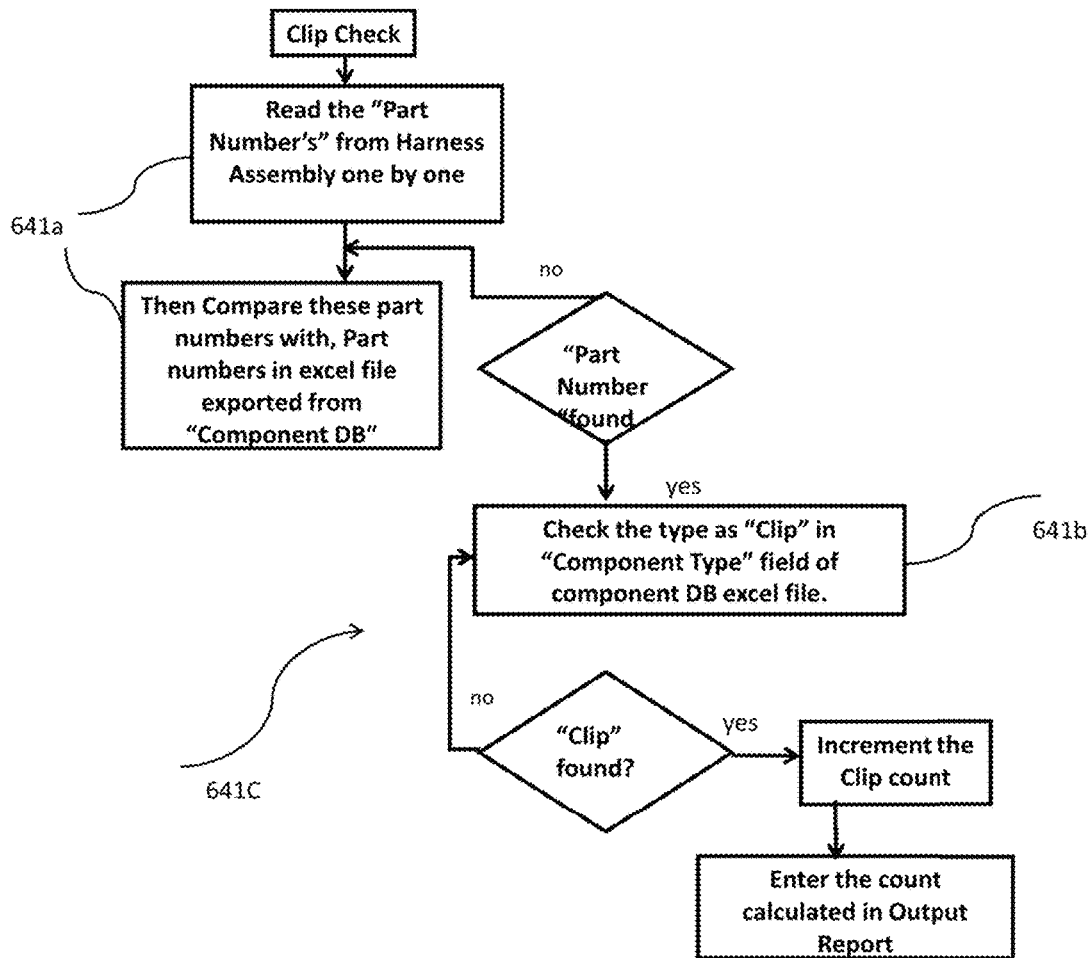 Clip Check
Read the "Part
Number's" from Harness
Assembly one by one
641a
no
Then Compare these part
numbers with, Part
numbers in excel file
exported from
"Component DB"
"Part
Number
"found
yes
Check the type as "Clip" in
"Component Type" field of
component DB excel file.
641b
no
"Clip"
found?
yes
Increment the
Clip count
641C
Enter the count
calculated in Output
Report